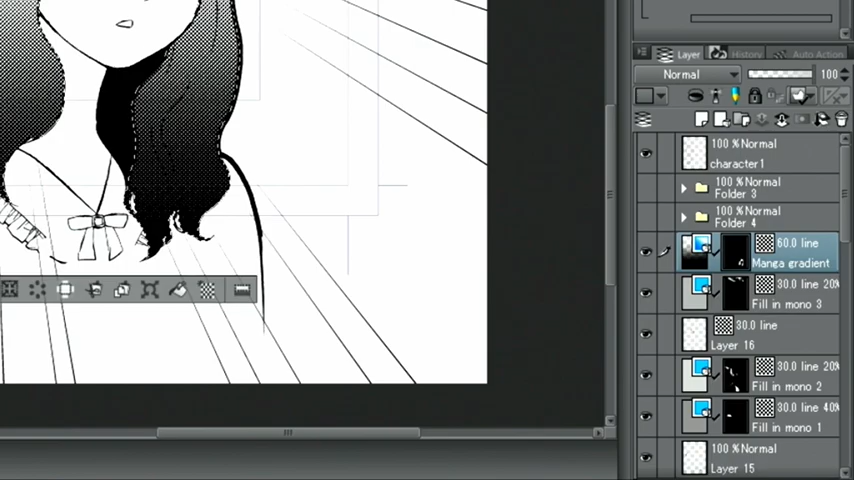 Layer
History
Auto Action
Normal
100
100 %Normal
character1
100 %Normal
Folder 3
100 %Normal
Folder 4
60.0 line
Manga gradient
30.0 line 20%
Fill in mono 3
30.0 line
Layer 16
30.0 line 20%
Fill in mono 2
30.0 line 40%
Fill in mono 1
100 %Normal
Layer 15